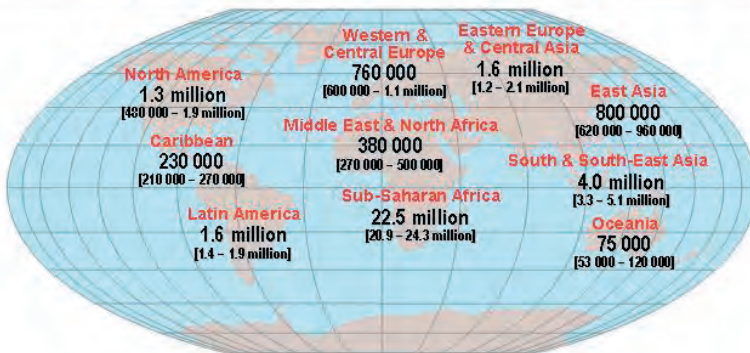 Western &
Central Europe
760 000
[600 000 – 1.1 million]
Eastern Europe
& Central Asia
1.6 million
[1.2 – 2.1 million]
North America
1.3 million
[480 000 – 1.9 million]
East Asia
800 000
[620 000 – 960 000]
Middle East & North Africa
380 000
[270 000 – 500 000]
Caribbean
230 000
[210 000 – 270 000]
South & South-East Asia
4.0 million
[3.3 – 5.1 million]
Sub-Saharan Africa
22.5 million
[20.9 – 24.3 million]
Latin America
1.6 million
[1.4 – 1.9 million]
Oceania
75 000
[53 000 – 120 000]